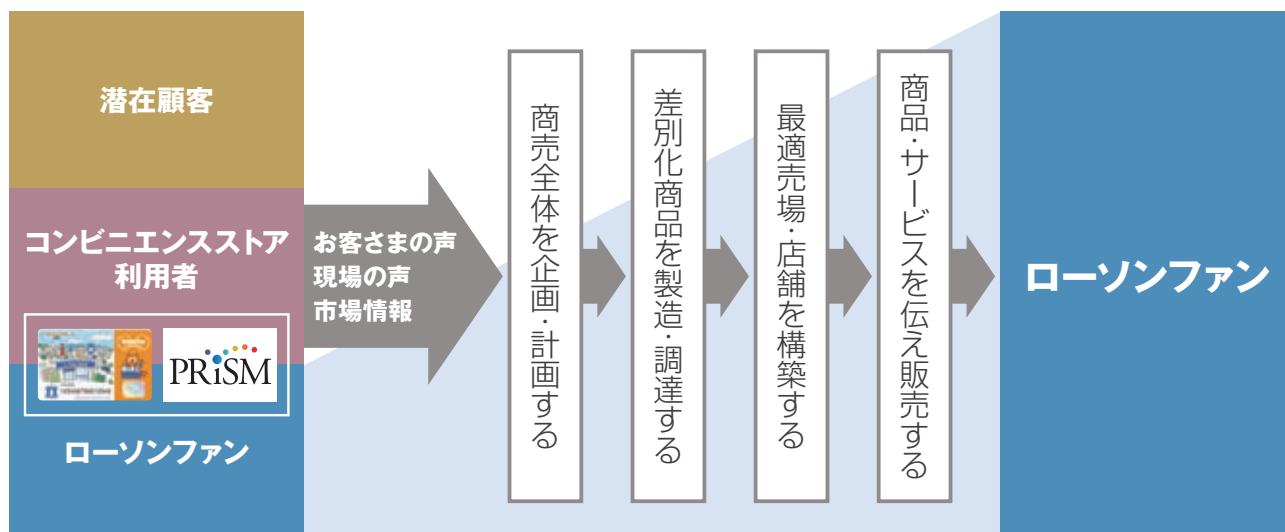 潜在顧客
コンビニエンスストア
利用者
PRiSM
ローソンファン
お客さまの声
現場の声
市場情報
商売全体を企画・計画する
差別化商品を製造・調達する
最適売場・店舗を構築する
商品・サービスを伝え販売する
ローソンファン